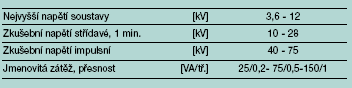 Nejvyšší napětí soustavy [kV] 3,6 - 12
Zkušební napětí střídavé, 1 min. [kV] 10 - 28
Zkušební napětí impulsní [kV] 40 - 75
Jmenovitá zátěž, přesnost [VA/tř.] 25/0,2- 75/0,5-150/1